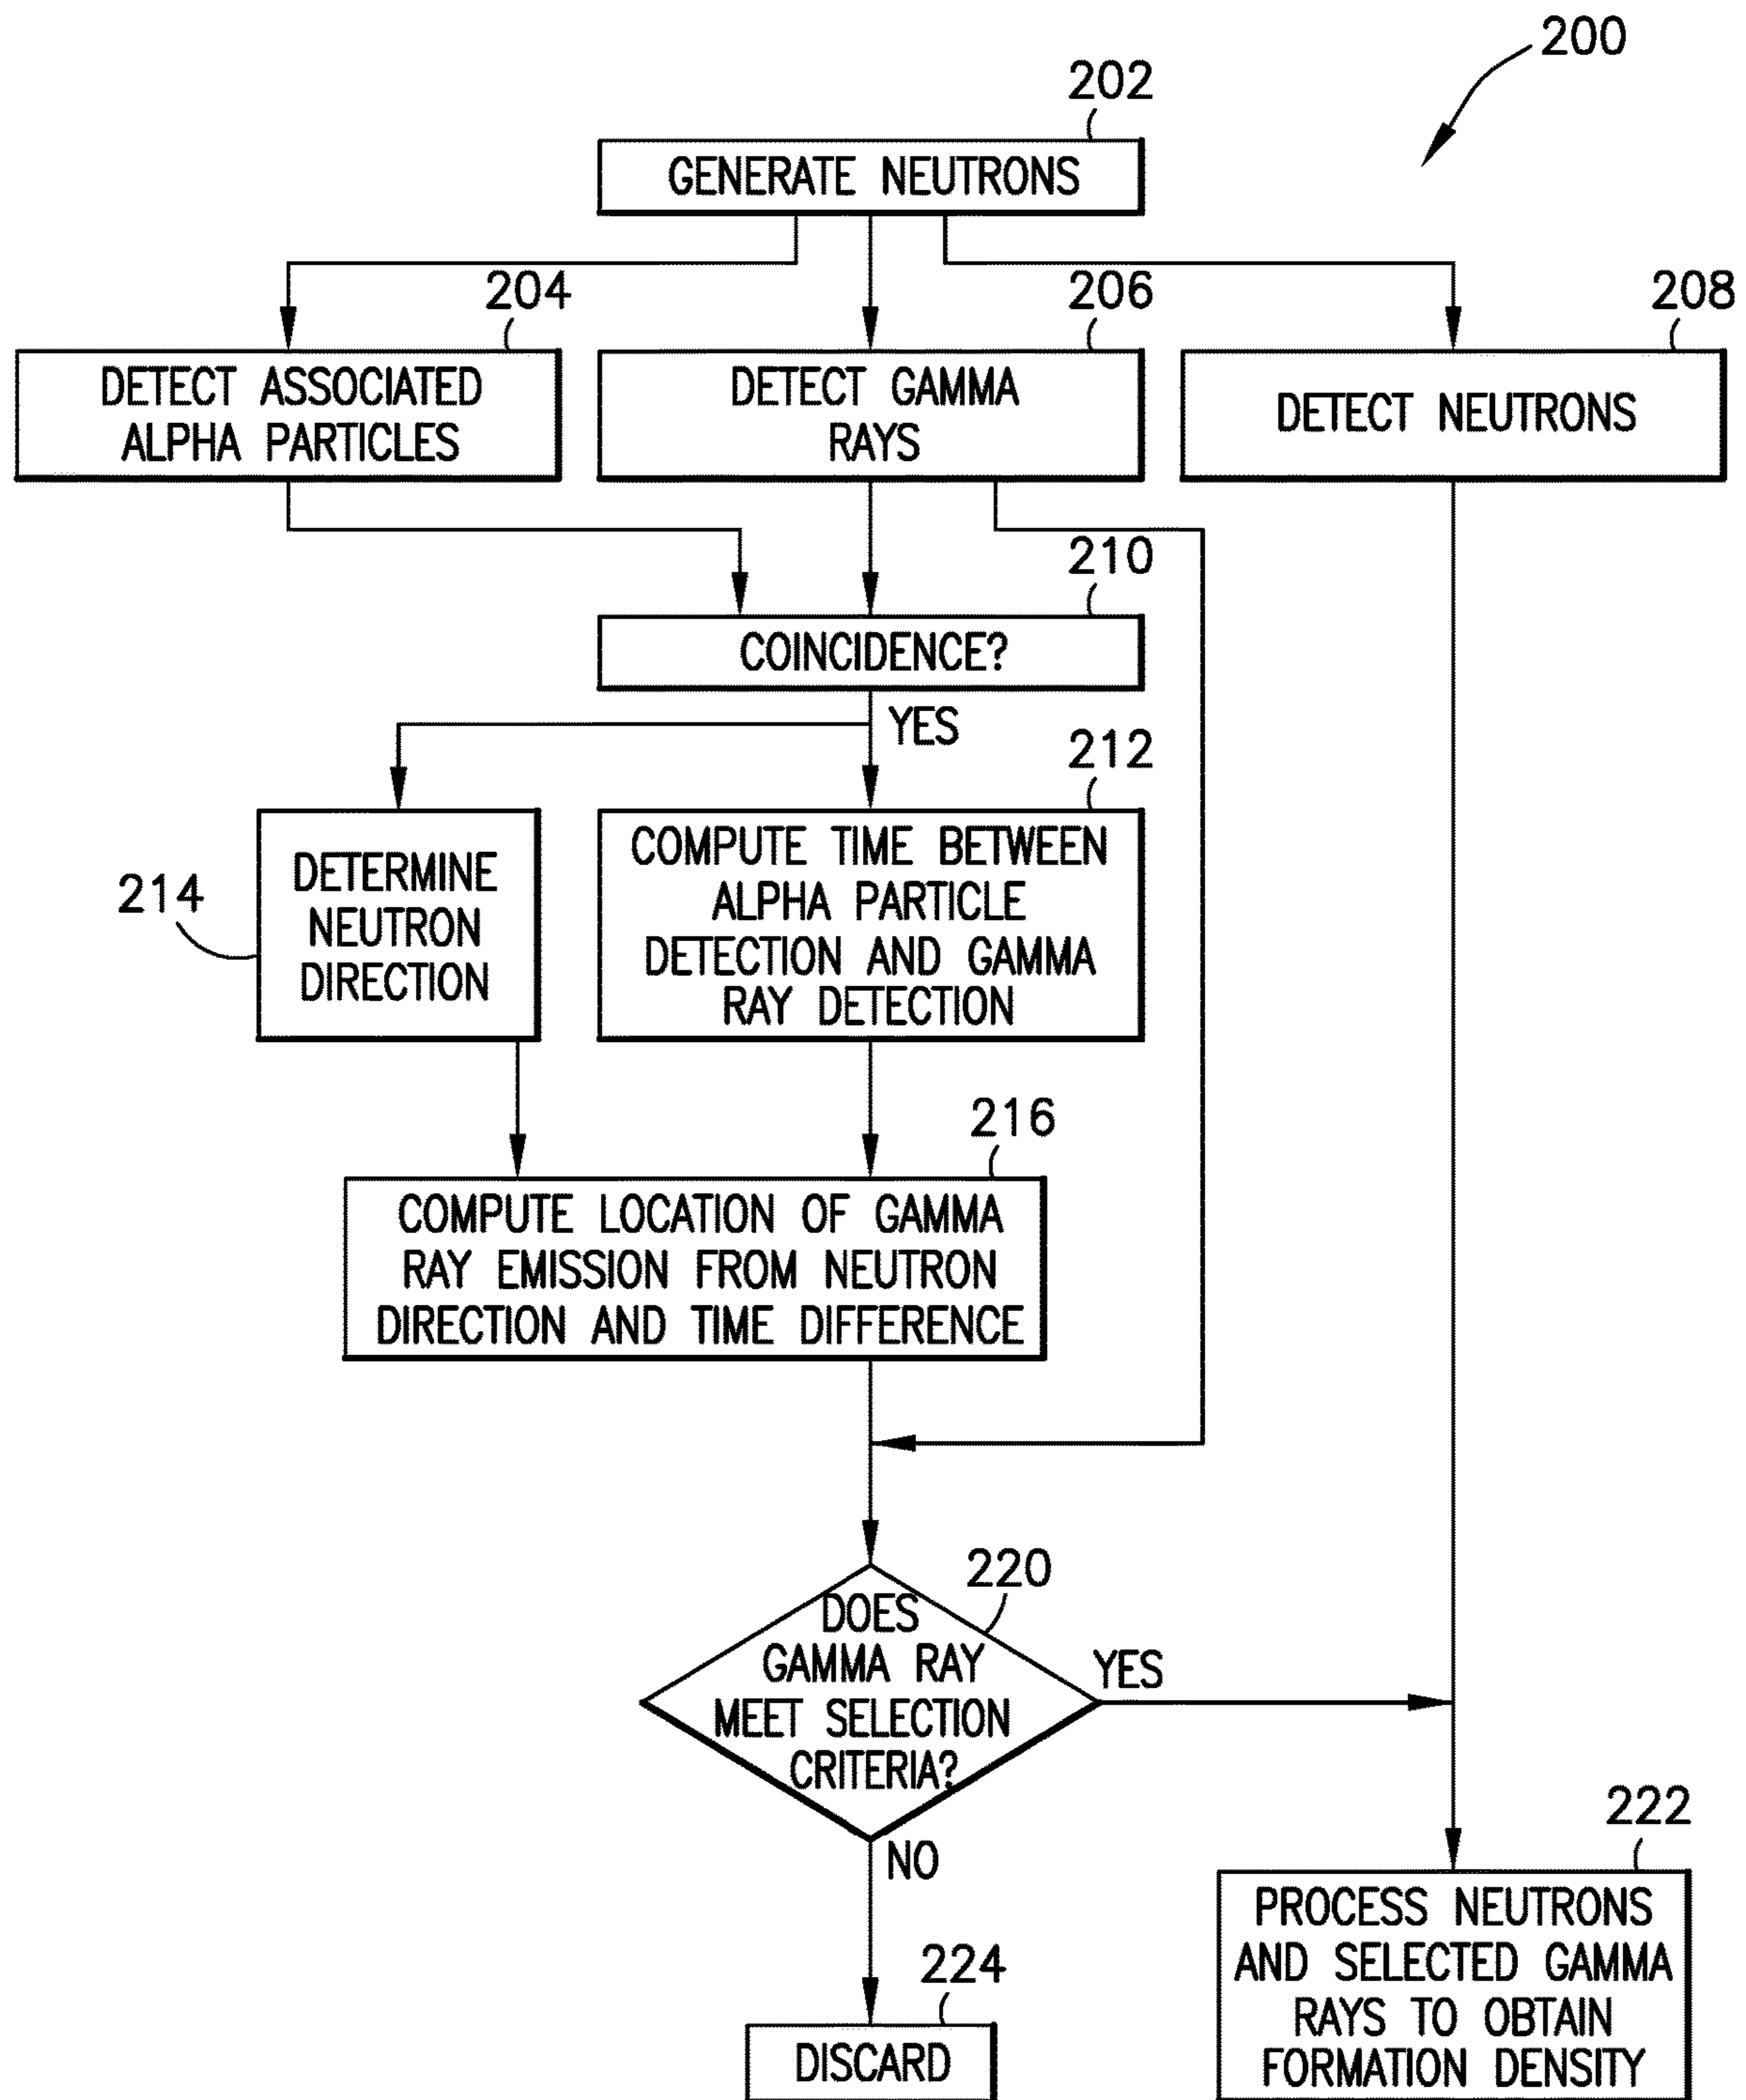 200
202
GENERATE NEUTRONS
204
206
208
DETECT ASSOCIATED
ALPHA PARTICLES
DETECT GAMMA
RAYS
DETECT NEUTRONS
210
COINCIDENCE?
YES
212
214
DETERMINE
NEUTRON
DIRECTION
COMPUTE TIME BETWEEN
ALPHA PARTICLE
DETECTION AND GAMMA
RAY DETECTION
216
COMPUTE LOCATION OF GAMMA
RAY EMISSION FROM NEUTRON
DIRECTION AND TIME DIFFERENCE
220
DOES
GAMMA RAY
MEET SELECTION
CRITERIA?
YES
NO
222
PROCESS NEUTRONS
AND SELECTED GAMMA
RAYS TO OBTAIN
FORMATION DENSITY
224
DISCARD